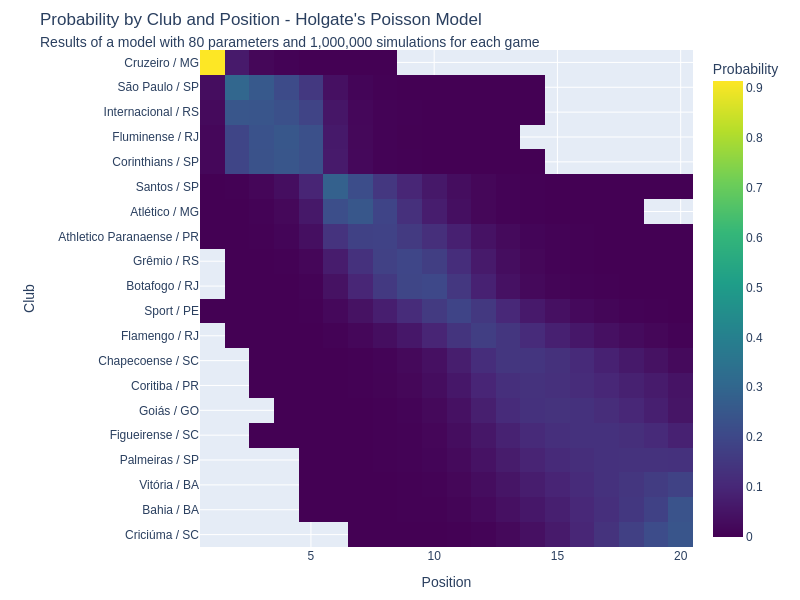 Probability by Club and Position - Holgate's Poisson Model
Results of a model with 80 parameters and 1,000,000 simulations for each game
Probability
Cruzeiro / MG
São Paulo / SP
Internacional / RS
Fluminense / RJ
Corinthians / SP
Santos / SP
Atlético / MG
Athletico Paranaense / PR
Grêmio / RS
Botafogo / RJ
Sport / PE
Flamengo / RJ
Chapecoense / SC
Coritiba / PR
Goiás / GO
Figueirense / SC
Palmeiras / SP
Vitória / BA
Bahia / BA
Criciúma / SC
Club
5
10
15
20
Position
0.9
0.8
0.7
0.6
0.5
0.4
0.3
0.2
0.1
0